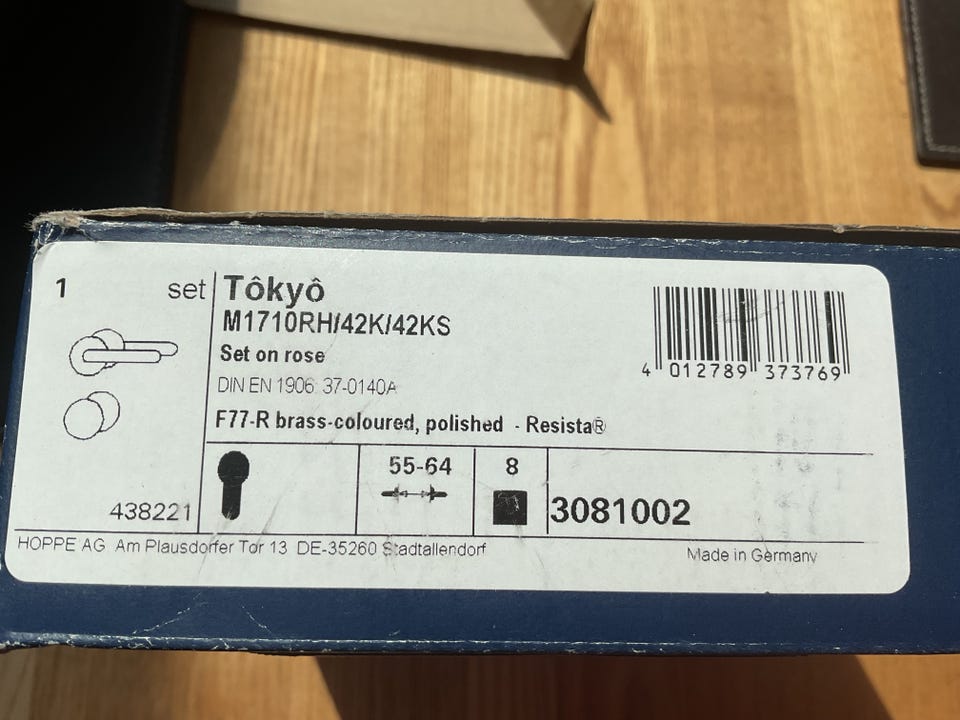 1 set
Tôkyô
M1710RH/42K/42KS
Set on rose
DIN EN 1906: 37-0140A
F77-R brass-coloured, polished - Resista®
4 012789 373769
438221
55-64
8
3081002
HOPPE AG Am Plausdorfer Tor 13 DE-35260 Stadtallendorf
Made in Germany